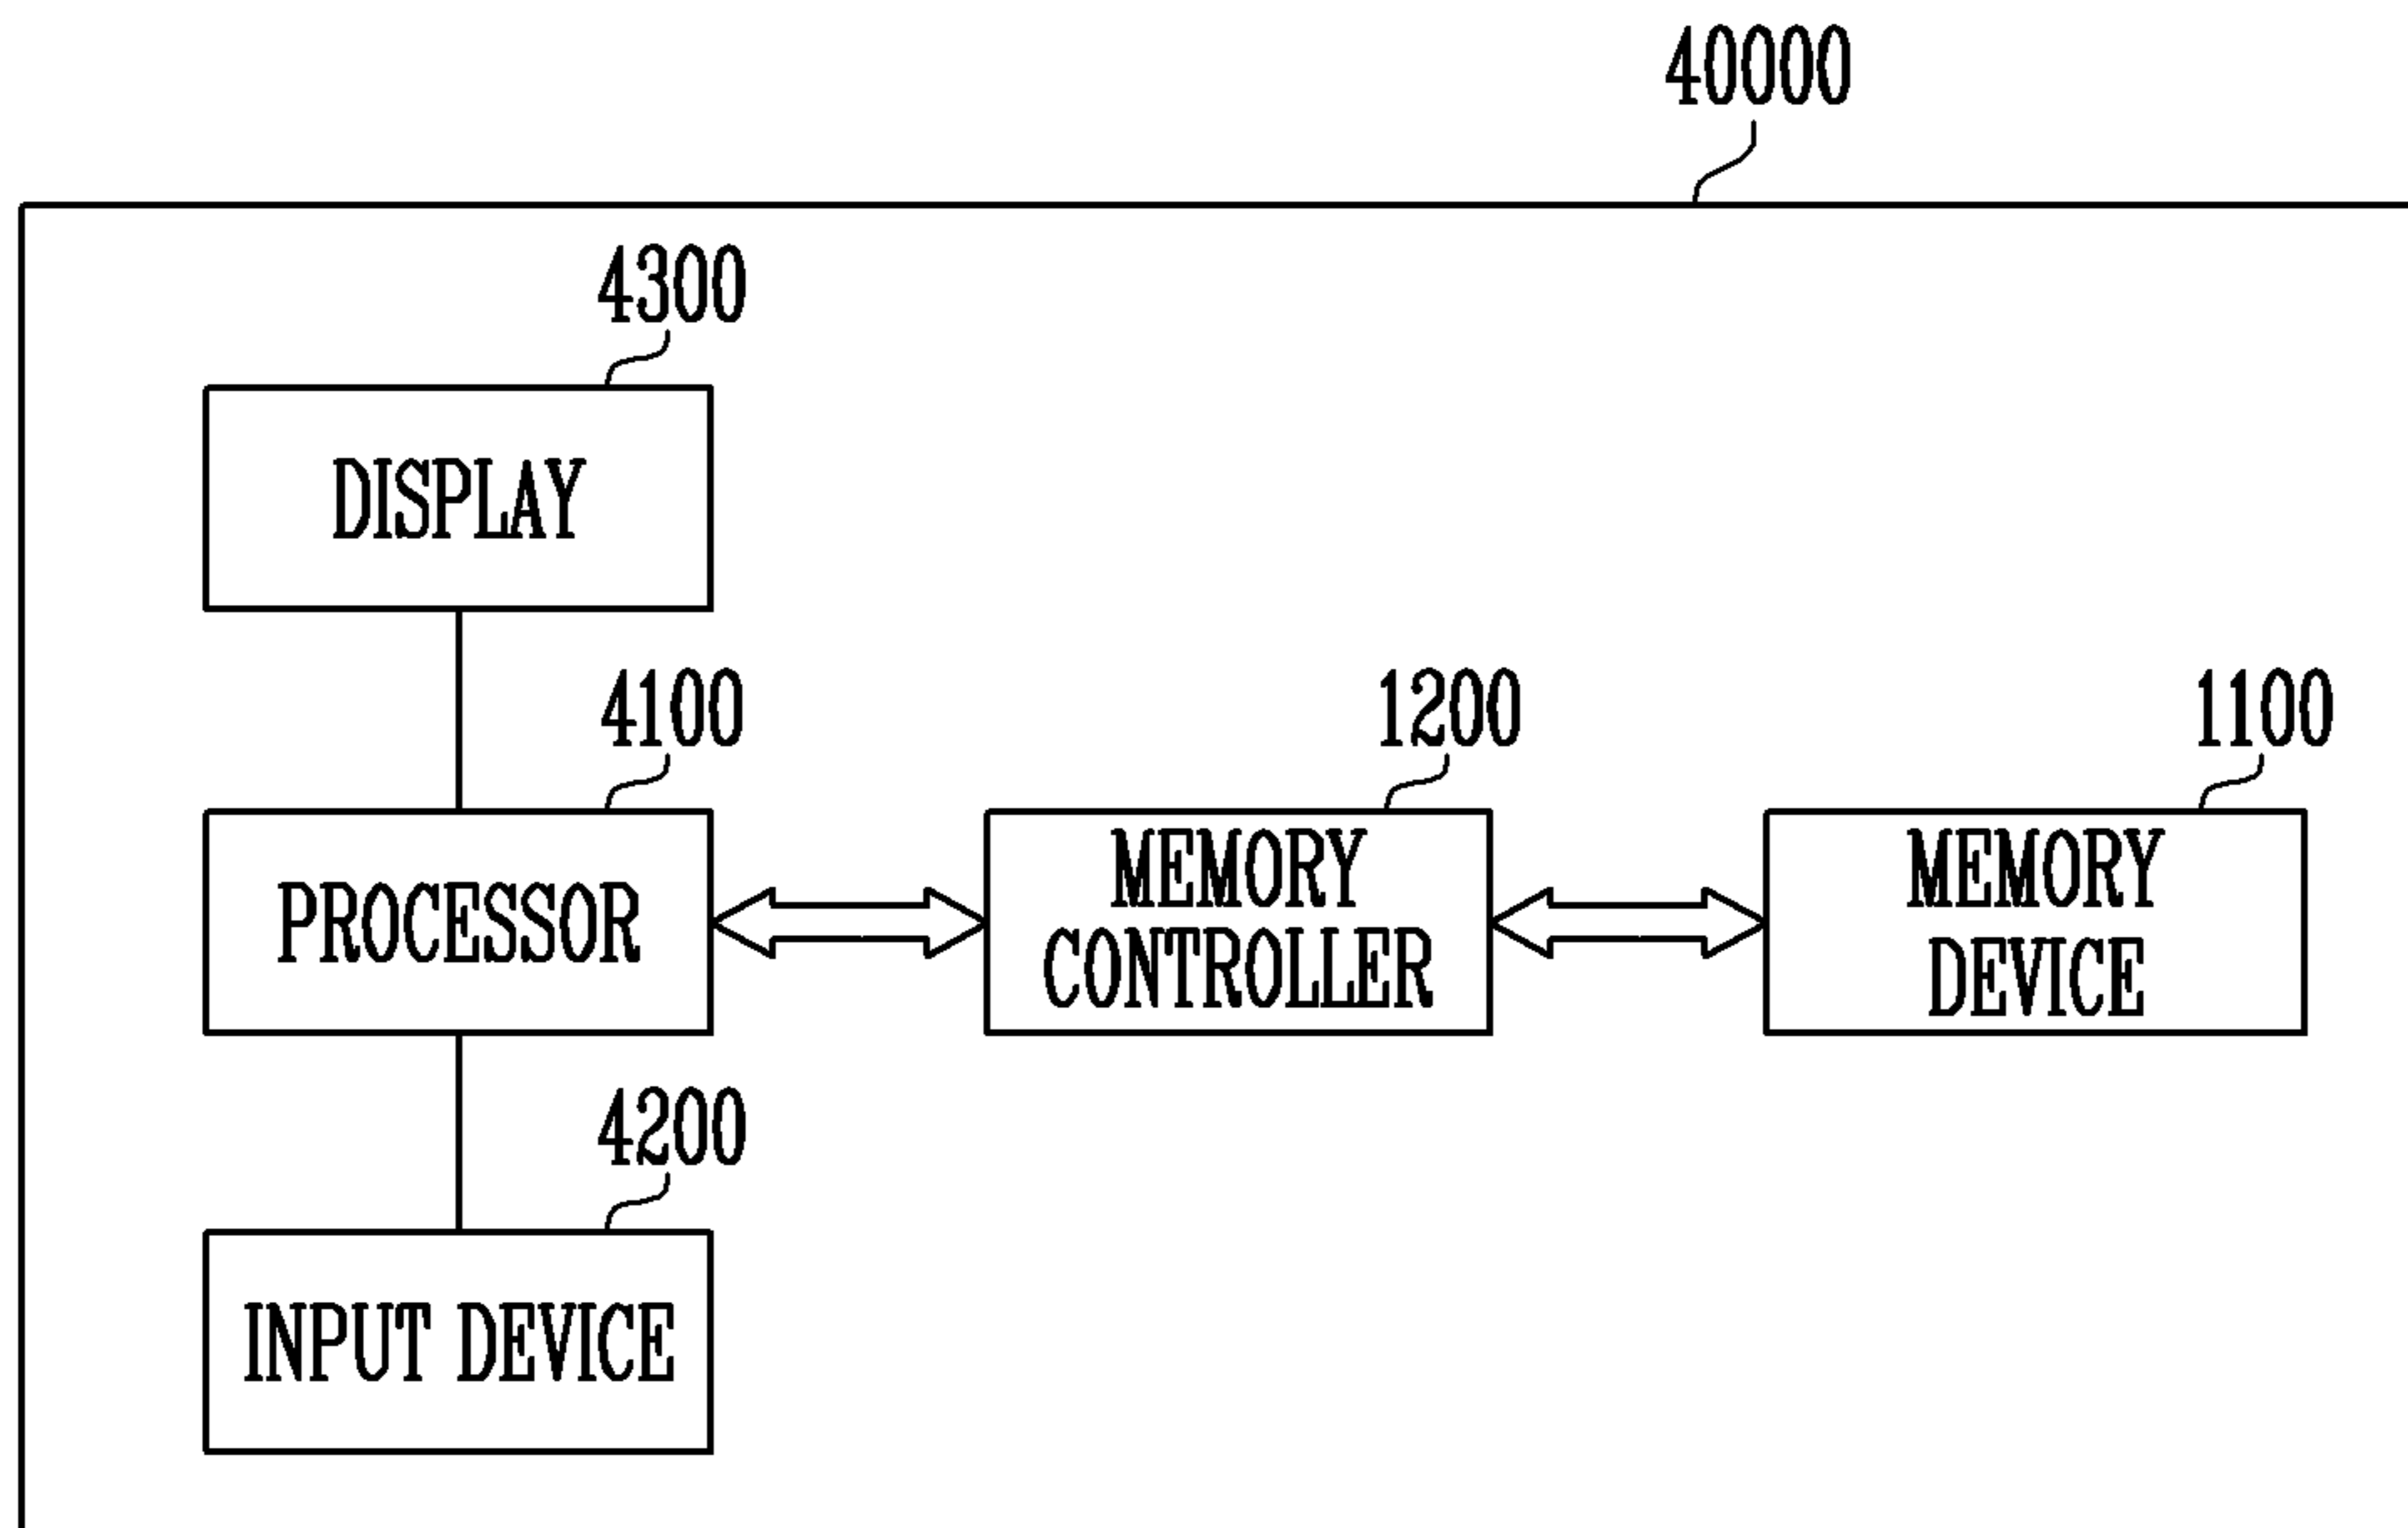 40000
4300
DISPLAY
4100
PROCESSOR
1200
MEMORY
CONTROLLER
1100
MEMORY
DEVICE
4200
INPUT DEVICE